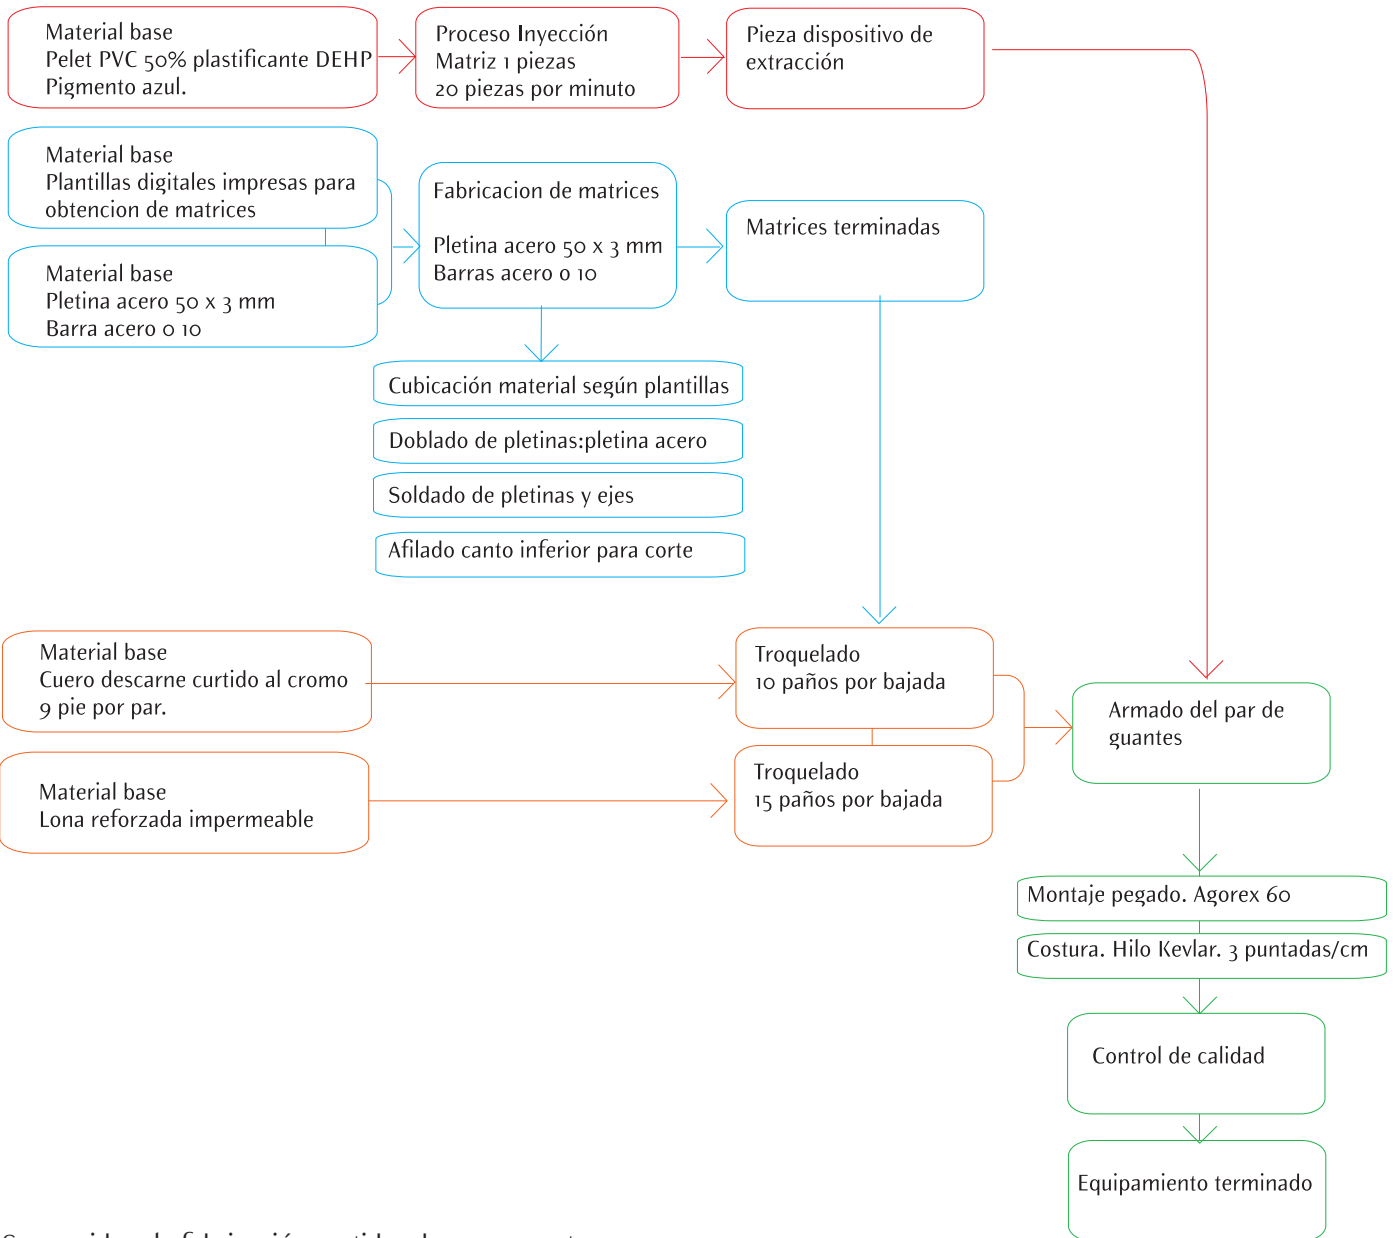 Material base
Pelet PVC 50% plastificante DEHP
Pigmento azul.
Proceso Inyección
Matriz 1 piezas
20 piezas por minuto
Pieza dispositivo de
extracción
Material base
Plantillas digitales impresas para
obtencion de matrices
Material base
Pletina acero 50 x 3 mm
Barra acero o 10
Fabricacion de matrices
Pletina acero 50 x 3 mm
Barras acero o 10
Matrices terminadas
Cubicación material según plantillas
Doblado de pletinas:pletina acero
Soldado de pletinas y ejes
Afilado canto inferior para corte
Material base
Cuero descarne curtido al cromo
9 pie por par.
Material base
Lona reforzada impermeable
Troquelado
10 paños por bajada
Troquelado
15 paños por bajada
Armado del par de
guantes
Montaje pegado. Agorex 60
Costura. Hilo Kevlar. 3 puntadas/cm
Control de calidad
Equipamiento terminado